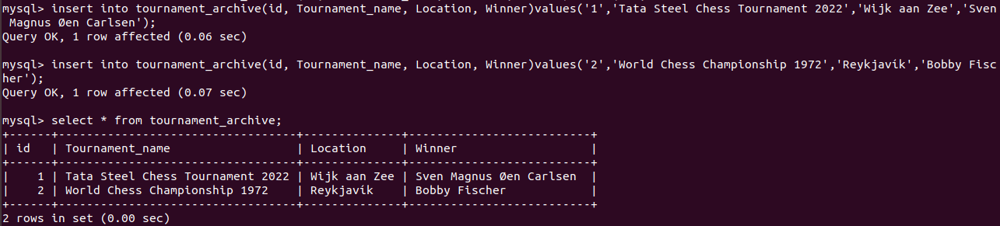 mysql> insert into tournament_archive(id, Tournament_name, Location, Winner)values('1','Tata Steel Chess Tournament 2022','Wijk aan Zee','Sven
 Magnus Øen Carlsen');
Query OK, 1 row affected (0.06 sec)

mysql> insert into tournament_archive(id, Tournament_name, Location, Winner)values('2','World Chess Championship 1972','Reykjavík','Bobby Fisc
her');
Query OK, 1 row affected (0.07 sec)

mysql> select * from tournament_archive;
+------+----------------------------------+--------------+--------------------------+
| id   | Tournament_name                  | Location     | Winner                   |
+------+----------------------------------+--------------+--------------------------+
|    1 | Tata Steel Chess Tournament 2022 | Wijk aan Zee | Sven Magnus Øen Carlsen  |
|    2 | World Chess Championship 1972    | Reykjavík    | Bobby Fischer            |
+------+----------------------------------+--------------+--------------------------+
2 rows in set (0.00 sec)